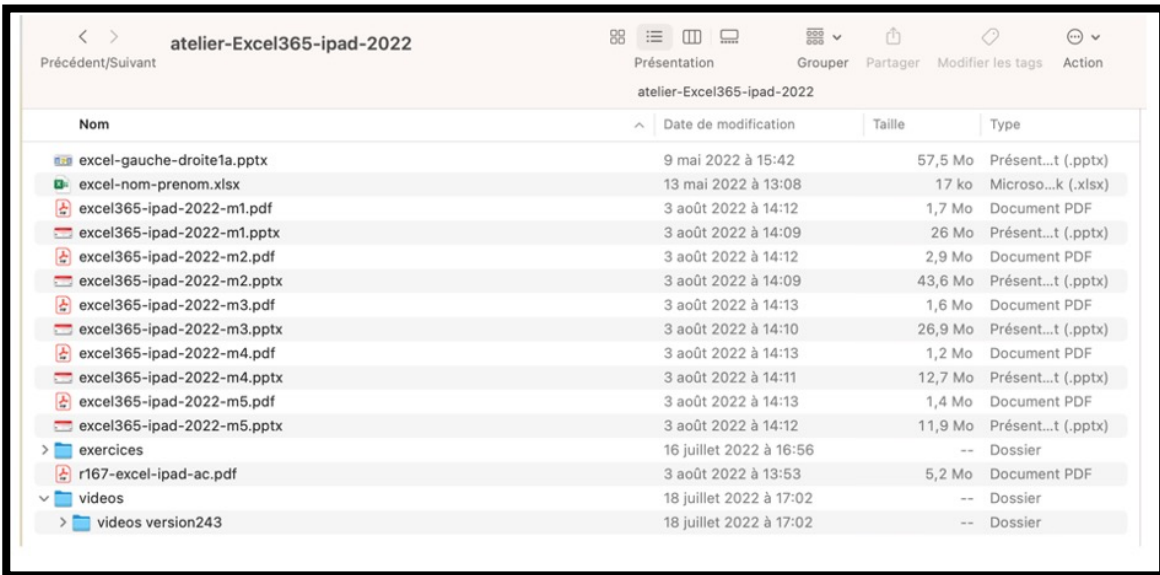 atelier-Excel365-ipad-2022
Précédent/Suivant Présentation Grouper Partager Modifier les tags Action
atelier-Excel365-ipad-2022
Nom Date de modification Taille Type
excel-gauche-droite1a.pptx 9 mai 2022 à 15:42 57,5 Mo Présent...t (.pptx)
excel-nom-prenom.xlsx 13 mai 2022 à 13:08 17 ko Microso...k (.xlsx)
excel365-ipad-2022-m1.pdf 3 août 2022 à 14:12 1,7 Mo Document PDF
excel365-ipad-2022-m1.pptx 3 août 2022 à 14:09 26 Mo Présent...t (.pptx)
excel365-ipad-2022-m2.pdf 3 août 2022 à 14:12 2,9 Mo Document PDF
excel365-ipad-2022-m2.pptx 3 août 2022 à 14:09 43,6 Mo Présent...t (.pptx)
excel365-ipad-2022-m3.pdf 3 août 2022 à 14:13 1,6 Mo Document PDF
excel365-ipad-2022-m3.pptx 3 août 2022 à 14:10 26,9 Mo Présent...t (.pptx)
excel365-ipad-2022-m4.pdf 3 août 2022 à 14:13 1,2 Mo Document PDF
excel365-ipad-2022-m4.pptx 3 août 2022 à 14:11 12,7 Mo Présent...t (.pptx)
excel365-ipad-2022-m5.pdf 3 août 2022 à 14:13 1,4 Mo Document PDF
excel365-ipad-2022-m5.pptx 3 août 2022 à 14:12 11,9 Mo Présent...t (.pptx)
exercices 16 juillet 2022 à 16:56 -- Dossier
r167-excel-ipad-ac.pdf 3 août 2022 à 13:53 5,2 Mo Document PDF
videos 18 juillet 2022 à 17:02 -- Dossier
videos version243 18 juillet 2022 à 17:02 -- Dossier